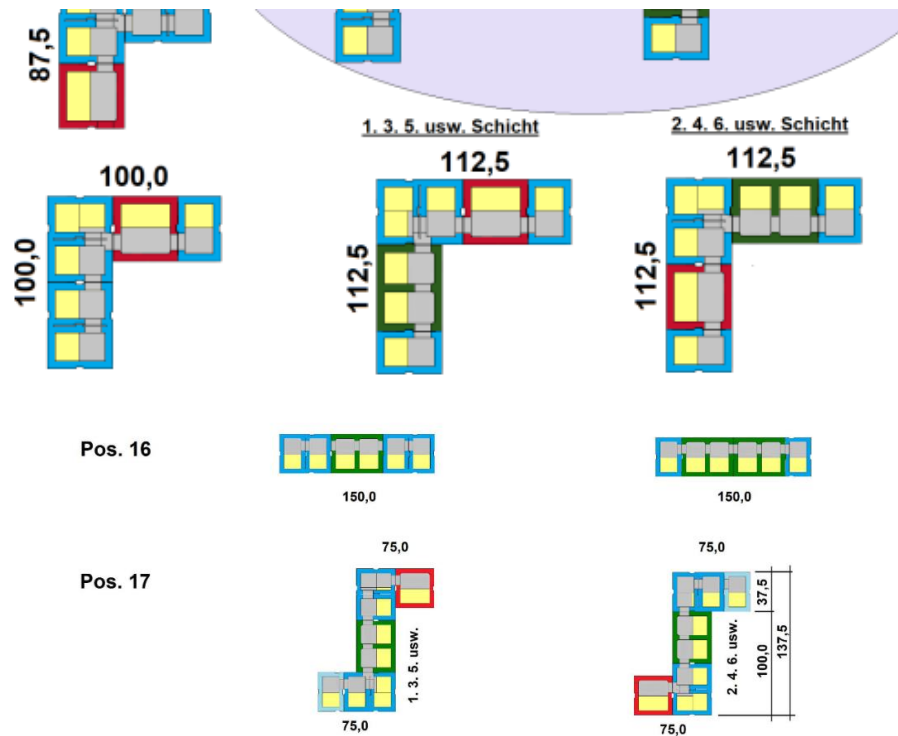 87,5
1. 3. 5. usw. Schicht
2. 4. 6. usw. Schicht
100,0
112,5
112,5
100,0
112,5
112,5
Pos. 16
150,0
150,0
75,0
75,0
Pos. 17
1. 3. 5. usw.
2. 4. 6. usw.
37,5
100,0
137,5
75,0
75,0